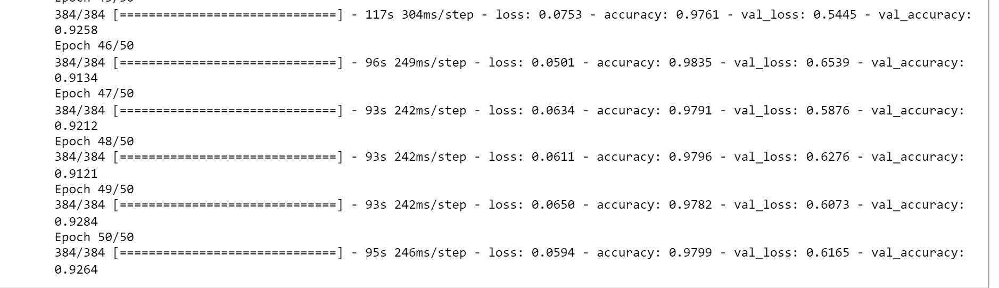 Epoch 45/50
384/384 [==============================] - 117s 304ms/step - loss: 0.0753 - accuracy: 0.9761 - val_loss: 0.5445 - val_accuracy:
0.9258
Epoch 46/50
384/384 [==============================] - 96s 249ms/step - loss: 0.0501 - accuracy: 0.9835 - val_loss: 0.6539 - val_accuracy:
0.9134
Epoch 47/50
384/384 [==============================] - 93s 242ms/step - loss: 0.0634 - accuracy: 0.9791 - val_loss: 0.5876 - val_accuracy:
0.9212
Epoch 48/50
384/384 [==============================] - 93s 242ms/step - loss: 0.0611 - accuracy: 0.9796 - val_loss: 0.6276 - val_accuracy:
0.9121
Epoch 49/50
384/384 [==============================] - 93s 242ms/step - loss: 0.0650 - accuracy: 0.9782 - val_loss: 0.6073 - val_accuracy:
0.9284
Epoch 50/50
384/384 [==============================] - 95s 246ms/step - loss: 0.0594 - accuracy: 0.9799 - val_loss: 0.6165 - val_accuracy:
0.9264